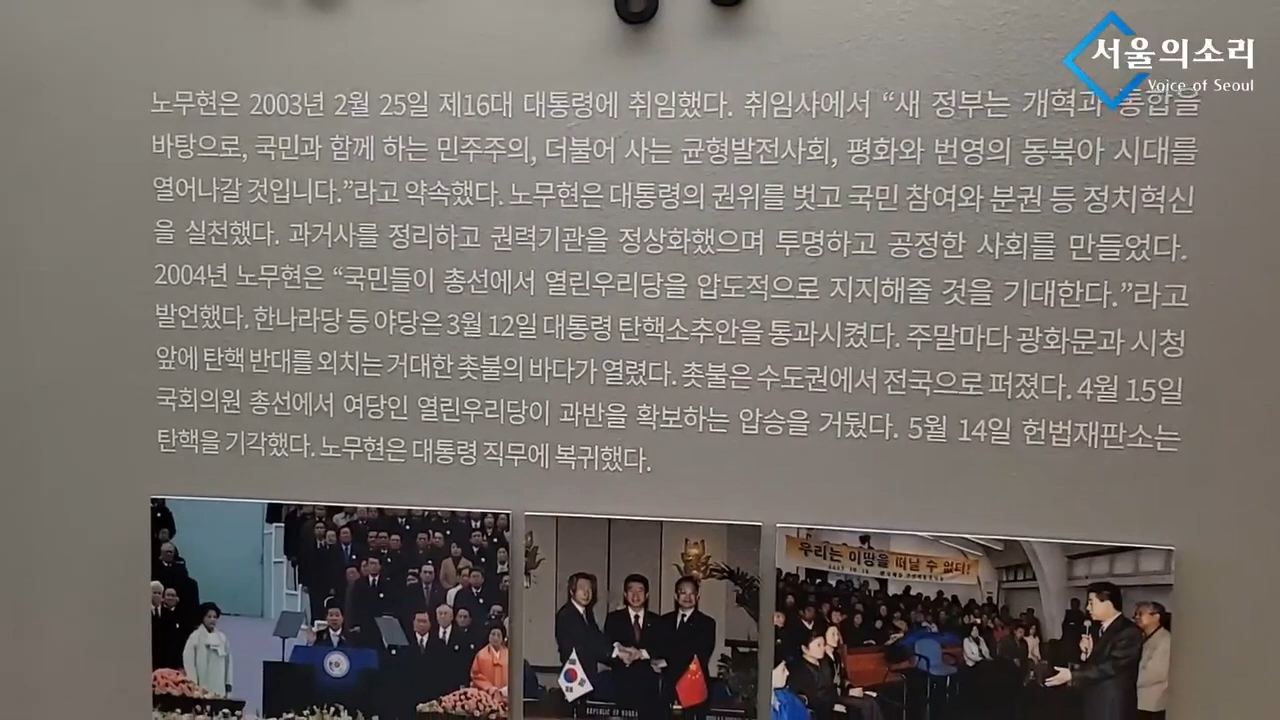 서울의소리
Voice of Seoul
노무현은 2003년 2월 25일 제16대 대통령에 취임했다. 취임사에서 “새 정부는 개혁과 통합을
바탕으로, 국민과 함께 하는 민주주의, 더불어 사는 균형발전사회, 평화와 번영의 동북아 시대를
열어나갈 것입니다.”라고 약속했다. 노무현은 대통령의 권위를 벗고 국민 참여와 분권 등 정치혁신
을 실천했다. 과거사를 정리하고 권력기관을 정상화했으며 투명하고 공정한 사회를 만들었다.
2004년 노무현은 “국민들이 총선에서 열린우리당을 압도적으로 지지해줄 것을 기대한다.”라고
발언했다. 한나라당 등 야당은 3월 12일 대통령 탄핵소추안을 통과시켰다. 주말마다 광화문과 시청
앞에 탄핵 반대를 외치는 거대한 촛불의 바다가 열렸다. 촛불은 수도권에서 전국으로 퍼졌다. 4월 15일
국회의원 총선에서 여당인 열린우리당이 과반을 확보하는 압승을 거뒀다. 5월 14일 헌법재판소는
탄핵을 기각했다. 노무현은 대통령 직무에 복귀했다.
우리는 이땅을 떠날 수 없다!
REPUBLIC OF KOREA